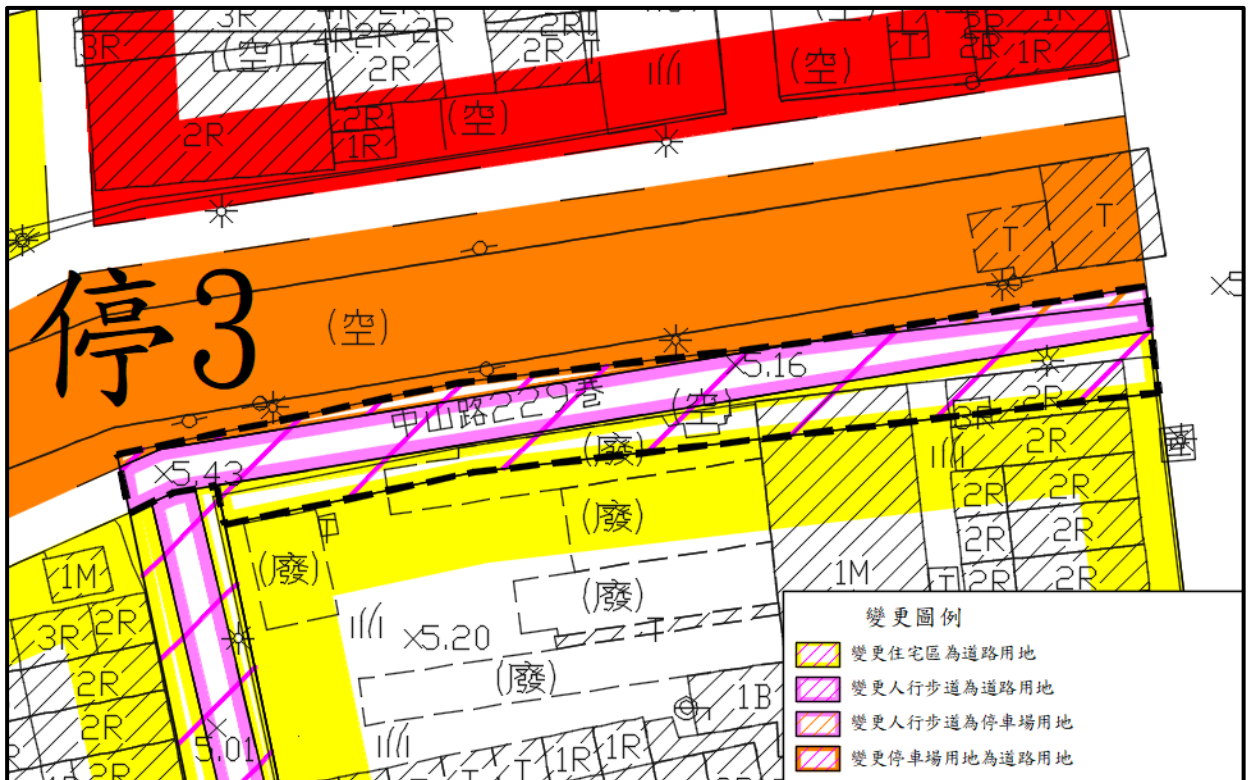 3R
2R
2R
2R
(空)
1R
3R
(空)
4R
2R
2R
2R
T
(空)
T
2R
1R
2R
2R
1R
(空)
T
T
停3
(空)
×5
×5.16
中山路229巷
(空)
2R
(廢)
2R
×5.43
2R
2R
T
(廢)
2R
2R
(廢)
1M
(廢)
1M
T
2R
2R
3R
2R
×5.20
T
(廢)
2R
1B
2R
5.01
1R
1R
2R
T
T
變更圖例
變更住宅區為道路用地
變更人行步道為道路用地
變更人行步道為停車場用地
變更停車場用地為道路用地